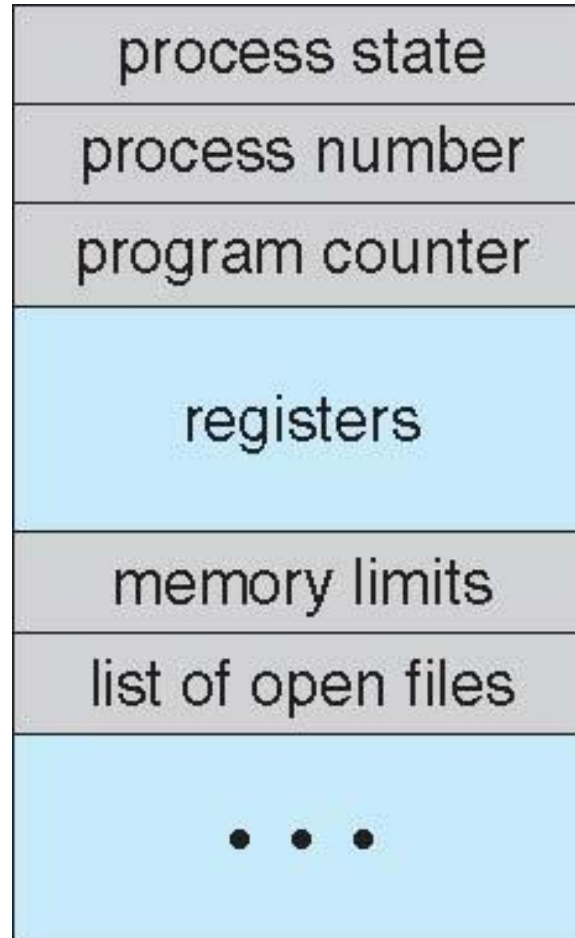 process state
process number
program counter
registers
memory limits
list of open files
• • •